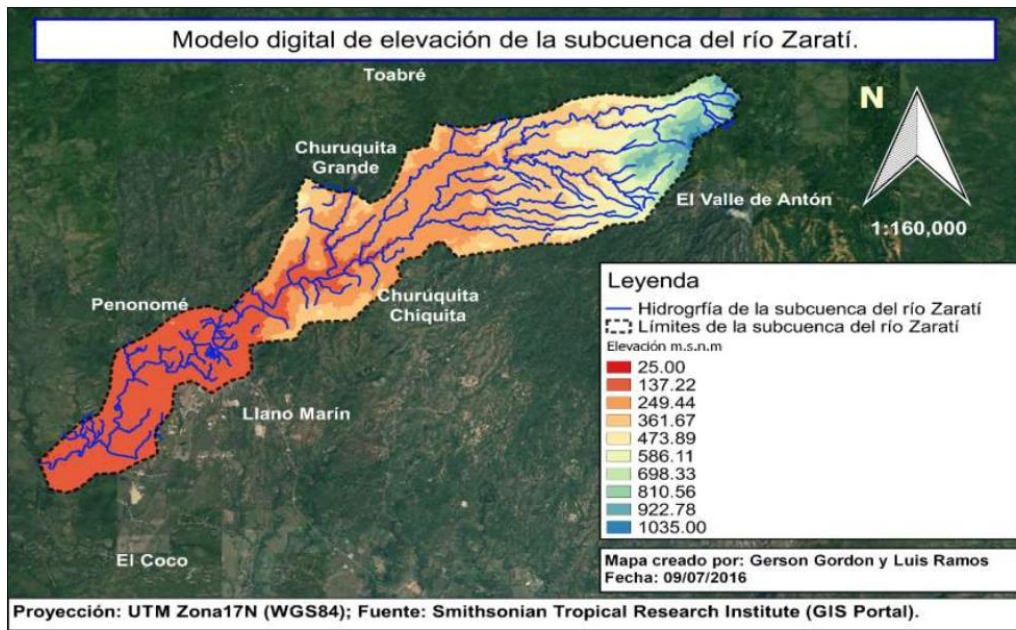 Modelo digital de elevación de la subcuenca del río Zaratí.
Toabré
N
Churuquita
Grande
El Valle de Antón
1:160,000
Penonomé
Churuquita
Chiquita
Llano Marín
El Coco
Leyenda
Hidrogrfía de la subcuenca del río Zaratí
Límites de la subcuenca del río Zaratí
Elevación m.s.n.m
25.00
137.22
249.44
361.67
473.89
586.11
698.33
810.56
922.78
1035.00
Mapa creado por: Gerson Gordon y Luis Ramos
Fecha: 09/07/2016
Proyección: UTM Zona17N (WGS84); Fuente: Smithsonian Tropical Research Institute (GIS Portal).